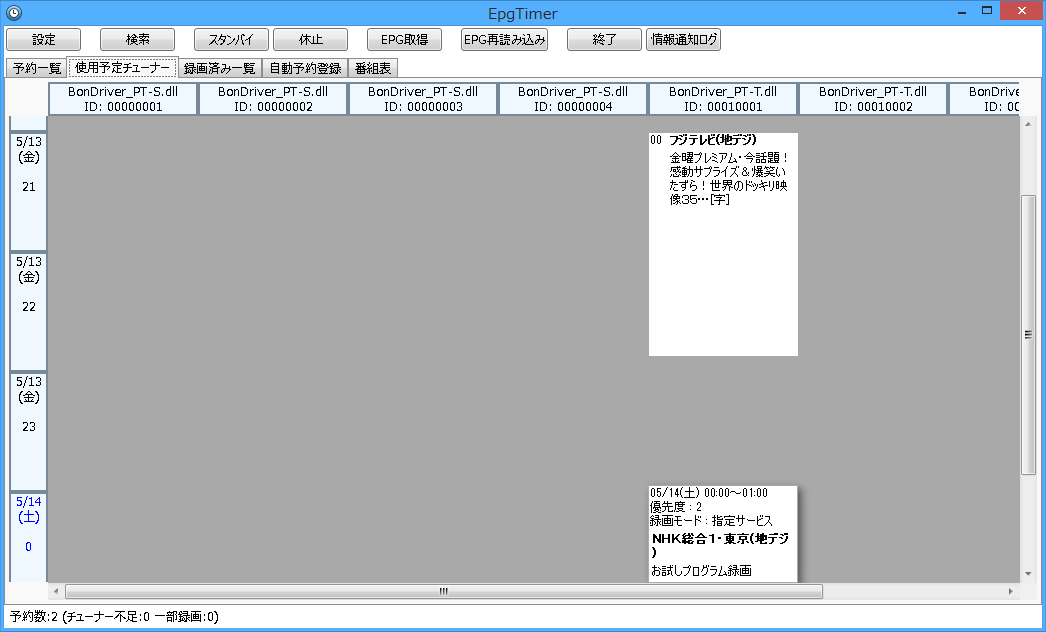 EpgTimer
設定 検索 スタンバイ 休止 EPG取得 EPG再読み込み 終了 情報通知ログ
予約一覧 使用予定チューナー 録画済み一覧 自動予約登録 番組表
BonDriver_PT-S.dll BonDriver_PT-S.dll BonDriver_PT-S.dll BonDriver_PT-S.dll BonDriver_PT-T.dll BonDriver_PT-T.dll BonDrive
ID: 00000001 ID: 00000002 ID: 00000003 ID: 00000004 ID: 00010001 ID: 00010002 ID: 00
5/13
(金)
21
00 フジテレビ(地デジ)
金曜プレミアム・今話題！
感動サプライズ＆爆笑い
たずら！世界のドッキリ映
像35…[字]
5/13
(金)
22
5/13
(金)
23
5/14
(土)
0
05/14(土) 00:00～01:00
優先度 : 2
録画モード : 指定サービス
NHK総合1・東京(地デジ
)
お試しプログラム録画
予約数:2 (チューナー不足:0 一部録画:0)